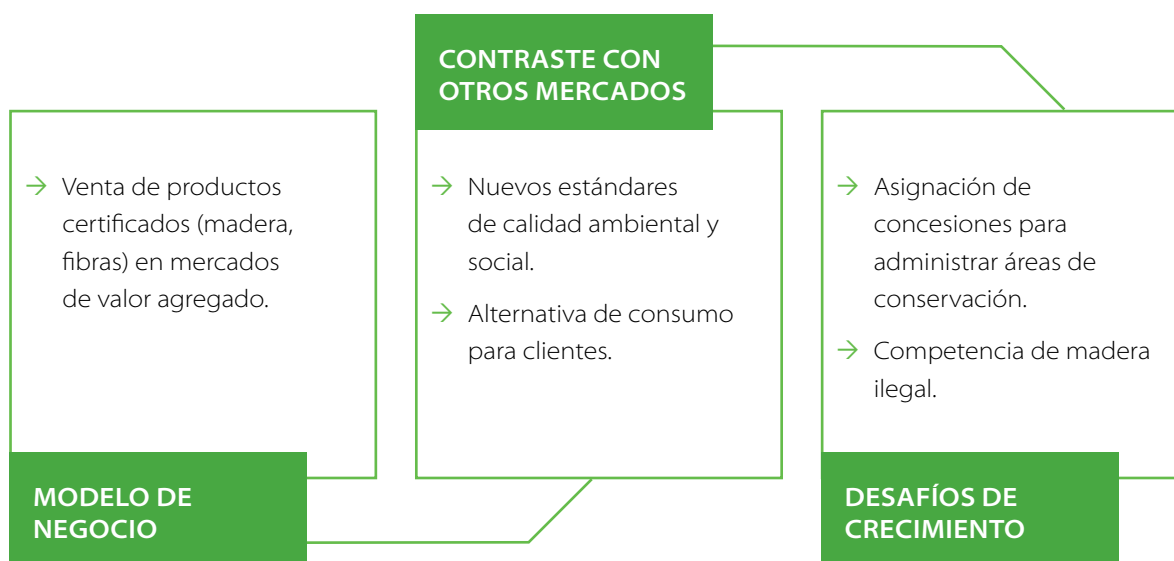 → Venta de productos
certificados (madera,
fibras) en mercados
de valor agregado.
MODELO DE
NEGOCIO
CONTRASTE CON
OTROS MERCADOS
→ Nuevos estándares
de calidad ambiental y
social.
→ Alternativa de consumo
para clientes.
→ Asignación de
concesiones para
administrar áreas de
conservación.
→ Competencia de madera
ilegal.
DESAFÍOS DE
CRECIMIENTO